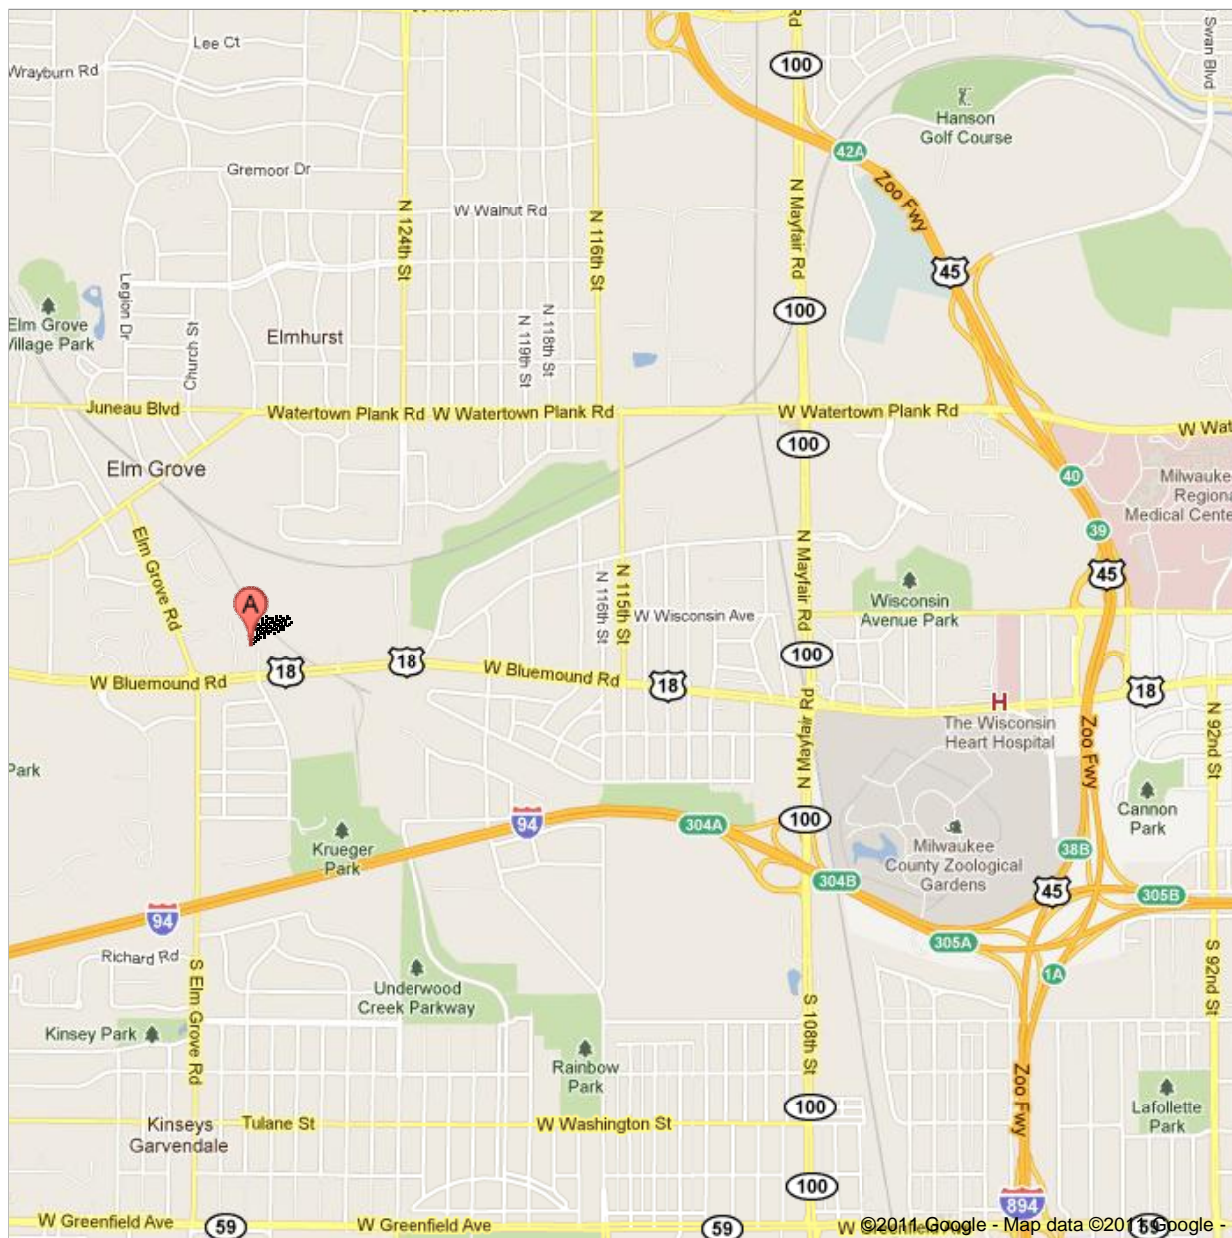 Rd
Swan Blvd
Lee Ct
Wrayburn Rd
100
Hanson
Golf Course
42A
Gremoor Dr
Zoo Fwy
W Walnut Rd
N 124th St
N 116th St
N Mayfair Rd
45
Legion Dr
Elm Grove
Village Park
Church St
Elmhurst
N 119th St
N 118th St
100
Juneau Blvd
Watertown Plank Rd
W Watertown Plank Rd
W Watertown Plank Rd
W Wat
100
Elm Grove
40
Milwauke
Regiona
Medical Cente
39
Elm Grove Rd
N Mayfair Rd
45
A
N 116th St
N 115th St
W Wisconsin Ave
Wisconsin
Avenue Park
100
18
18
W Bluemound Rd
W Bluemound Rd
18
18
H
The Wisconsin
Heart Hospital
N Mayfair Rd
Zoo Fwy
N 92nd St
Park
Cannon
Park
94
304A
100
Krueger
Park
Milwaukee
County Zoological
Gardens
38B
304B
45
305B
94
305A
1A
Richard Rd
S Elm Grove Rd
Underwood
Creek Parkway
S 108th St
S 92nd St
Kinsey Park
Rainbow
Park
Zoo Fwy
Lafollette
Park
100
Kinseys
Garvendale
Tulane St
W Washington St
100
894
W Greenfield Ave
59
W Greenfield Ave
59
W Greenfield Ave
59
©2011 Google - Map data ©2011 Google -